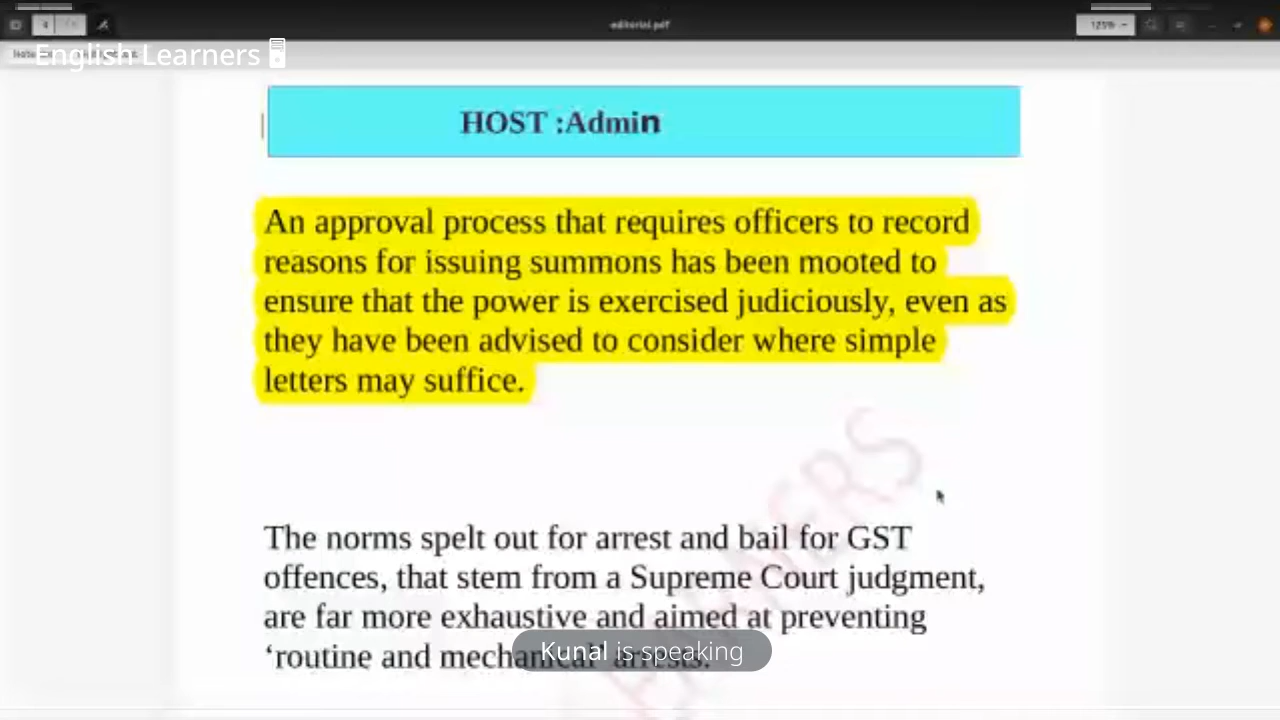 editorial.pdf
125%
English Learners
HOST :Admin
An approval process that requires officers to record
reasons for issuing summons has been mooted to
ensure that the power is exercised judiciously, even as
they have been advised to consider where simple
letters may suffice.
The norms spelt out for arrest and bail for GST
offences, that stem from a Supreme Court judgment,
are far more exhaustive and aimed at preventing
‘routine and mechanical’ arrests.
Kunal is speaking